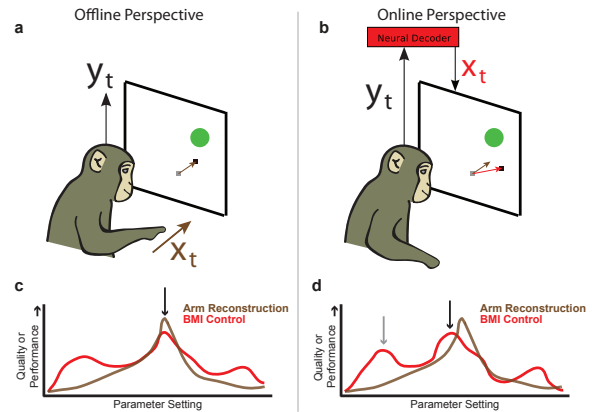 Offline Perspective
Online Perspective
a
y t
x t
b
Neural Decoder
x t
y t
c
Arm Reconstruction
BMI Control
Quality or
Performance
Parameter Setting
d
Arm Reconstruction
BMI Control
Quality or
Performance
Parameter Setting